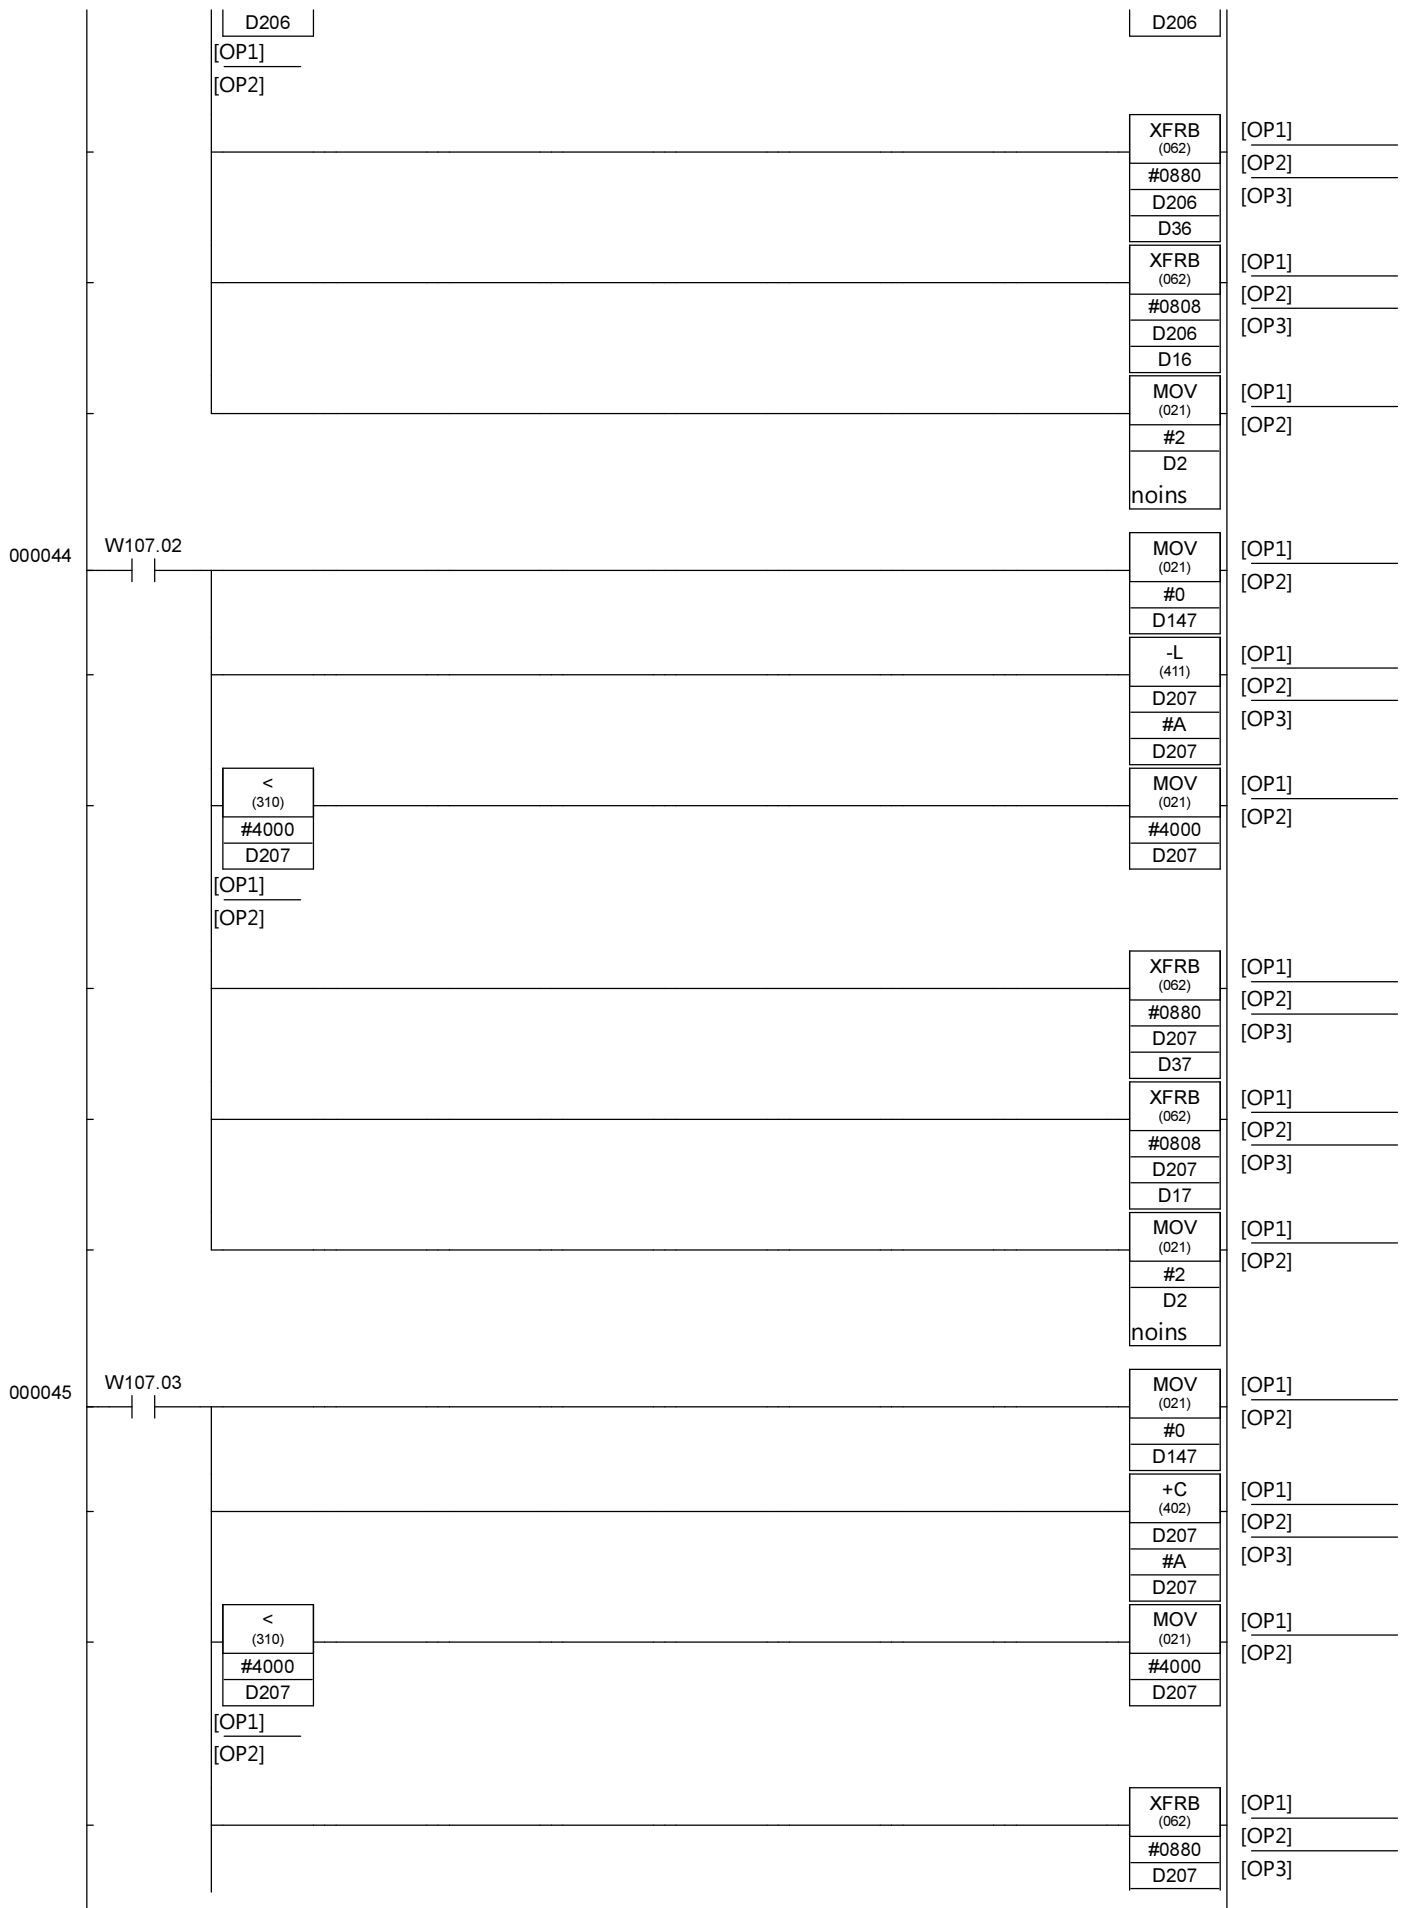 D206
D206
[OP1]
[OP2]
XFRB
(062)
#0880
D206
D36
[OP1]
[OP2]
[OP3]
XFRB
(062)
#0808
D206
D16
[OP1]
[OP2]
[OP3]
MOV
(021)
#2
D2
noins
[OP1]
[OP2]
000044
W107.02
MOV
(021)
#0
D147
[OP1]
[OP2]
-L
(411)
D207
#A
D207
[OP1]
[OP2]
[OP3]
<
(310)
#4000
D207
[OP1]
[OP2]
MOV
(021)
#4000
D207
[OP1]
[OP2]
XFRB
(062)
#0880
D207
D37
[OP1]
[OP2]
[OP3]
XFRB
(062)
#0808
D207
D17
[OP1]
[OP2]
[OP3]
MOV
(021)
#2
D2
noins
[OP1]
[OP2]
000045
W107.03
MOV
(021)
#0
D147
[OP1]
[OP2]
+C
(402)
D207
#A
D207
[OP1]
[OP2]
[OP3]
<
(310)
#4000
D207
[OP1]
[OP2]
MOV
(021)
#4000
D207
[OP1]
[OP2]
XFRB
(062)
#0880
D207
[OP1]
[OP2]
[OP3]